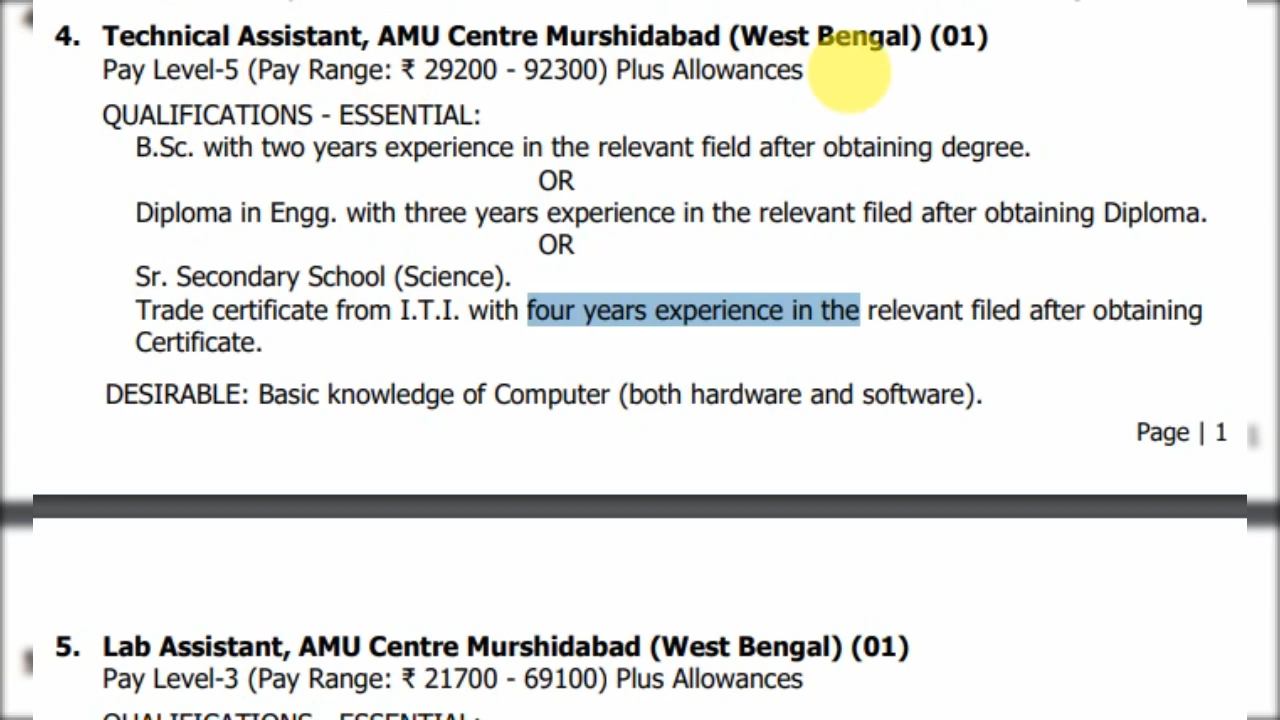 4. Technical Assistant, AMU Centre Murshidabad (West Bengal) (01)
Pay Level-5 (Pay Range: ₹ 29200 - 92300) Plus Allowances
QUALIFICATIONS - ESSENTIAL:
B.Sc. with two years experience in the relevant field after obtaining degree.
OR
Diploma in Engg. with three years experience in the relevant filed after obtaining Diploma.
OR
Sr. Secondary School (Science).
Trade certificate from I.T.I. with four years experience in the relevant filed after obtaining
Certificate.
DESIRABLE: Basic knowledge of Computer (both hardware and software).
Page | 1
5. Lab Assistant, AMU Centre Murshidabad (West Bengal) (01)
Pay Level-3 (Pay Range: ₹ 21700 - 69100) Plus Allowances
QUALIFICATIONS - ESSENTIAL: